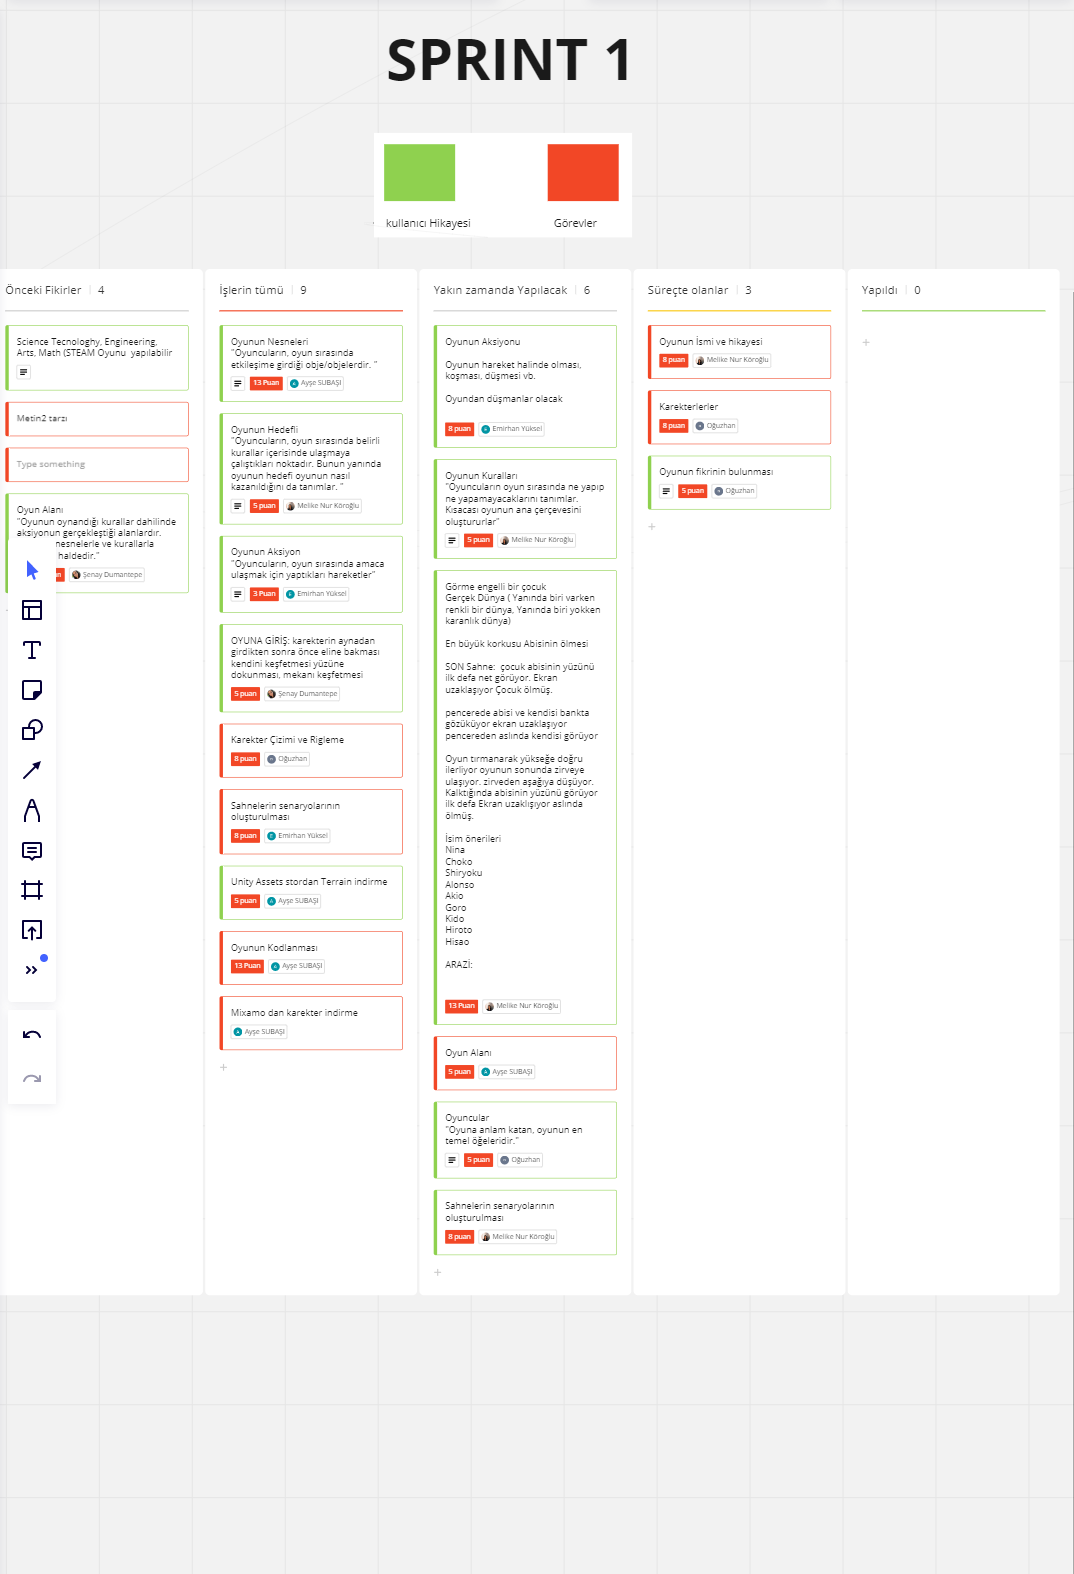 SPRINT 1
kullanıcı Hikayesi
Görevler
Önceki Fikirler 4
Science Tecnologhy, Engineering,
Arts, Math (STEAM Oyunu yapılabilir
Metin2 tarzı
Type something
Oyun Alanı
"Oyunun oynandığı kurallar dahilinde
aksiyonun gerçekleştiği alanlardır.
nesnelerle ve kurallarla
haldedir."
Şenay Dumantepe
İşlerin tümü 9
Oyunun Nesneleri
"Oyuncuların, oyun sırasında
etkileşime girdiği obje/objelerdir. "
13 Puan Ayşe SUBAŞI
Oyunun Hedefli
"Oyuncuların, oyun sırasında belirli
kurallar içerisinde ulaşmaya
çalıştıkları noktadır. Bunun yanında
oyunun hedefi oyunun nasıl
kazanıldığını da tanımlar. "
5 puan Melike Nur Köroğlu
Oyunun Aksiyon
"Oyuncuların, oyun sırasında amaca
ulaşmak için yaptıkları hareketler"
3 Puan Emirhan Yüksel
OYUNA GİRİŞ: karekterin aynadan
girdikten sonra önce eline bakması
kendini keşfetmesi yüzüne
dokunması, mekanı keşfetmesi
5 puan Şenay Dumantepe
Karekter Çizimi ve Rigleme
8 puan Oğuzhan
Sahnelerin senaryolarının
oluşturulması
8 puan Emirhan Yüksel
Unity Assets stordan Terrain indirme
5 puan Ayşe SUBAŞI
Oyunun Kodlanması
13 Puan Ayşe SUBAŞI
Mixamo dan karekter indirme
Ayşe SUBAŞI
Yakın zamanda Yapılacak 6
Oyunun Aksiyonu
Oyunun hareket halinde olması,
koşması, düşmesi vb.
Oyundan düşmanlar olacak
8 puan Emirhan Yüksel
Oyunun Kuralları
"Oyuncuların oyun sırasında ne yapıp
ne yapamayacaklarını tanımlar.
Kısacası oyunun ana çerçevesini
oluştururlar"
5 puan Melike Nur Köroğlu
Görme engelli bir çocuk
Gerçek Dünya ( Yanında biri varken
renkli bir dünya, Yanında biri yokken
karanlık dünya)
En büyük korkusu Abisinin ölmesi
SON Sahne: çocuk abisinin yüzünü
ilk defa net görüyor. Ekran
uzaklaşıyor Çocuk ölmüş.
pencerede abisi ve kendisi bankta
gözüküyor ekran uzaklaşıyor
pencereden aslında kendisi görüyor
Oyun tırmanarak yükseğe doğru
ilerliyor oyunun sonunda zirveye
ulaşıyor. zirveden aşağıya düşüyor.
Kalktığında abisinin yüzünü görüyor
ilk defa Ekran uzaklışıyor aslında
ölmüş.
İsim önerileri
Nina
Choko
Shiryoku
Alonso
Akio
Goro
Kido
Hiroto
Hisao
ARAZİ:
13 Puan Melike Nur Köroğlu
Oyun Alanı
5 puan Ayşe SUBAŞI
Oyuncular
"Oyuna anlam katan, oyunun en
temel öğeleridir."
5 puan Oğuzhan
Sahnelerin senaryolarının
oluşturulması
8 puan Melike Nur Köroğlu
Süreçte olanlar 3
Oyunun İsmi ve hikayesi
8 puan Melike Nur Köroğlu
Karekterlerler
8 puan Oğuzhan
Oyunun fikrinin bulunması
5 puan Oğuzhan
Yapıldı 0